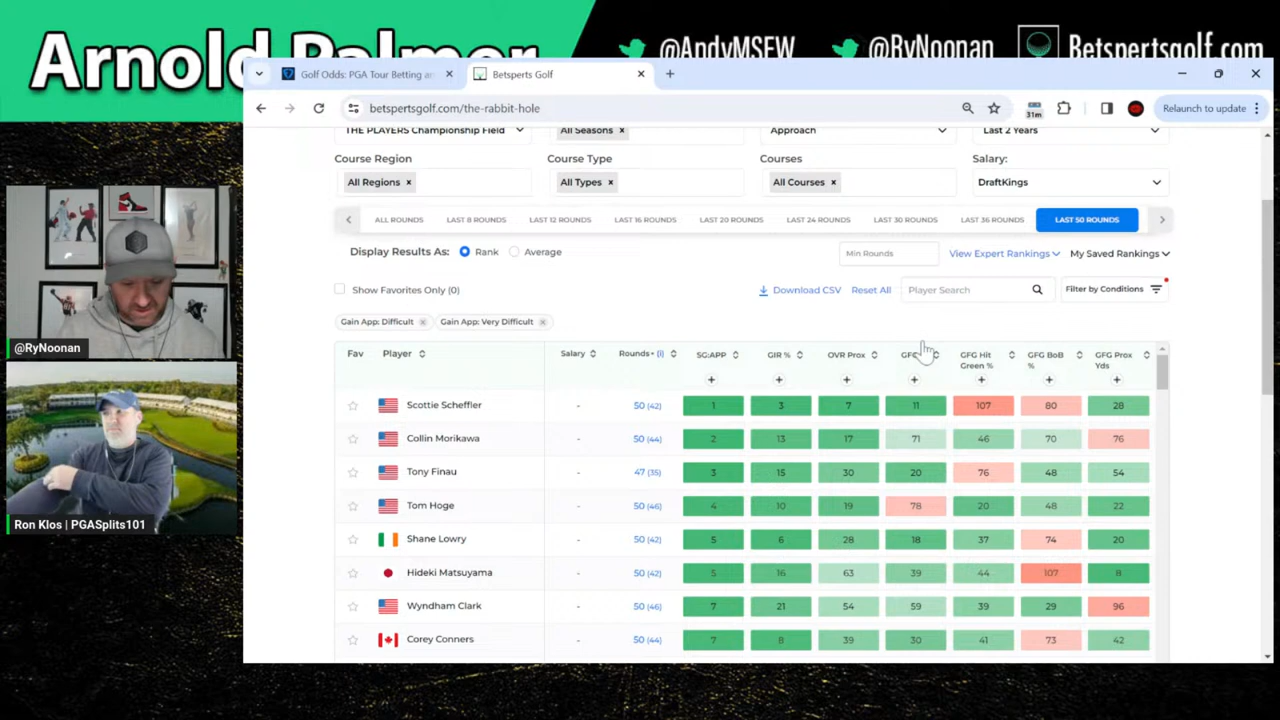 Arnold Palmer
@AndyMSFW
@RyNoonan
Betspertsgolf.com
Golf Odds: PGA Tour Betting a
Betsperts Golf
betspertsgolf.com/the-rabbit-hole
31m
Relaunch to update
THE PLAYERS Championship Field
All Seasons ×
Approach
Last 2 Years
Course Region
Course Type
Courses
Salary:
All Regions ×
All Types ×
All Courses ×
DraftKings
ALL ROUNDS
LAST 8 ROUNDS
LAST 12 ROUNDS
LAST 16 ROUNDS
LAST 20 ROUNDS
LAST 24 ROUNDS
LAST 30 ROUNDS
LAST 36 ROUNDS
LAST 50 ROUNDS
Display Results As: Rank Average
Min Rounds
View Expert Rankings
My Saved Rankings
Show Favorites Only (0)
Download CSV
Reset All
Player Search
Filter by Conditions
Gain App: Difficult ×
Gain App: Very Difficult ×
Fav Player Salary Rounds (i) SG:APP GIR % OVR Prox GFG GFG Hit Green % GFG BoB % GFG Prox Yds
+ + + + + + +
Scottie Scheffler - 50 (42) 1 3 7 11 107 80 28
Collin Morikawa - 50 (44) 2 13 17 71 46 70 76
Tony Finau - 47 (35) 3 15 30 20 76 48 54
Tom Hoge - 50 (46) 4 10 19 78 20 48 22
Shane Lowry - 50 (42) 5 6 28 18 37 74 20
Hideki Matsuyama - 50 (42) 5 16 63 39 44 107 8
Wyndham Clark - 50 (46) 7 21 54 59 39 29 96
Corey Conners - 50 (44) 7 8 39 30 41 73 42
@RyNoonan
Ron Klos | PGASplits101